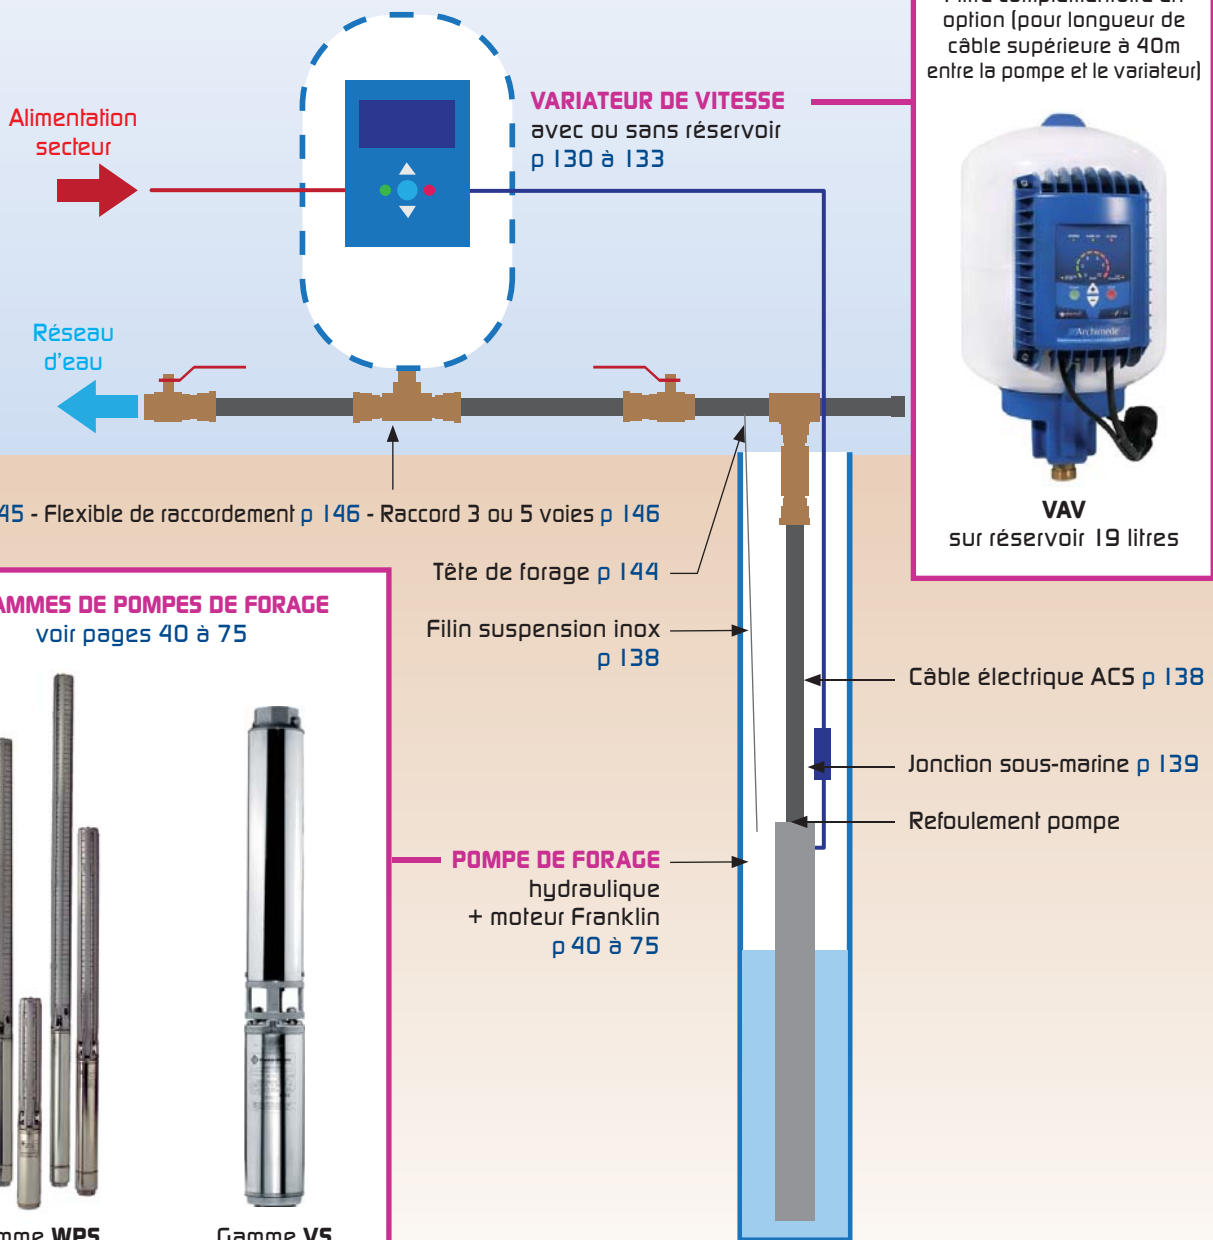 option (pour longueur de
câble supérieure à 40m
entre la pompe et le variateur)
VARIATEUR DE VITESSE
avec ou sans réservoir
p 130 à 133
Alimentation
secteur
Réseau
d'eau
Archimede
VAV
sur réservoir 19 litres
45 - Flexible de raccordement p 146 - Raccord 3 ou 5 voies p 146
Tête de forage p 144
Filin suspension inox
p 138
AMMES DE POMPES DE FORAGE
voir pages 40 à 75
Câble électrique ACS p 138
Jonction sous-marine p 139
Refoulement pompe
POMPE DE FORAGE
hydraulique
+ moteur Franklin
p 40 à 75
mme WPS
Gamme VS